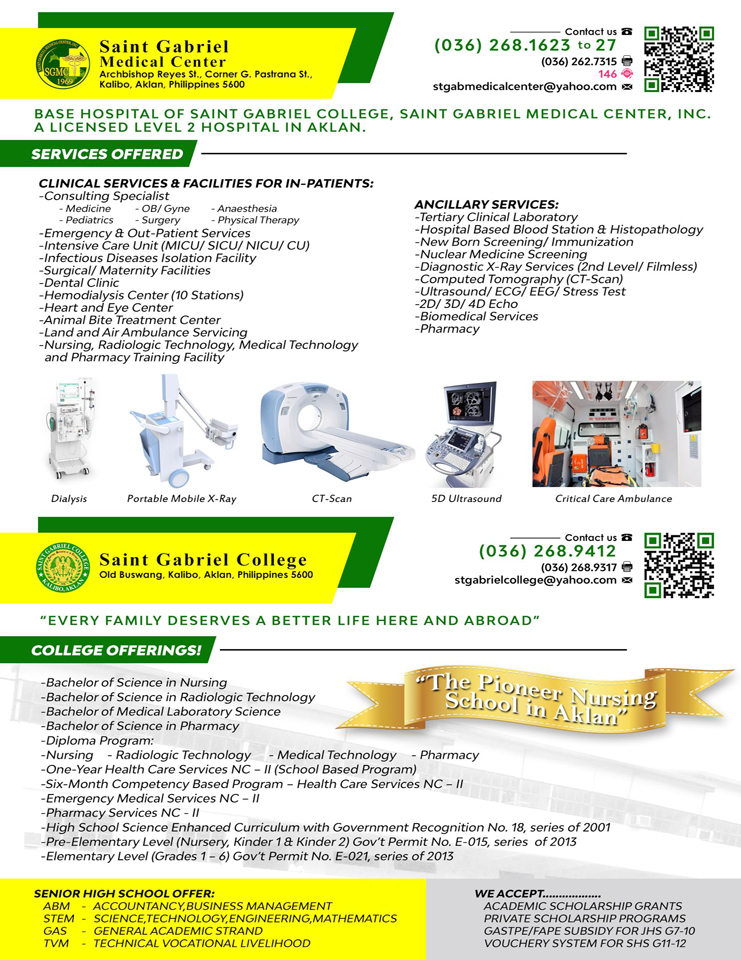 Contact us
Saint Gabriel
Medical Center
Archbishop Reyes St., Corner G. Pastrana St.,
Kalibo, Aklan, Philippines 5600
SGMC
1969
(036) 268.1623 to 27
(036) 262.7315
146
stgabmedicalcenter@yahoo.com
BASE HOSPITAL OF SAINT GABRIEL COLLEGE, SAINT GABRIEL MEDICAL CENTER, INC.
A LICENSED LEVEL 2 HOSPITAL IN AKLAN.
SERVICES OFFERED
CLINICAL SERVICES & FACILITIES FOR IN-PATIENTS:
-Consulting Specialist
- Medicine - OB/ Gyne - Anaesthesia
- Pediatrics - Surgery - Physical Therapy
-Emergency & Out-Patient Services
-Intensive Care Unit (MICU/ SICU/ NICU/ CU)
-Infectious Diseases Isolation Facility
-Surgical/ Maternity Facilities
-Dental Clinic
-Hemodialysis Center (10 Stations)
-Heart and Eye Center
-Animal Bite Treatment Center
-Land and Air Ambulance Servicing
-Nursing, Radiologic Technology, Medical Technology
and Pharmacy Training Facility
ANCILLARY SERVICES:
-Tertiary Clinical Laboratory
-Hospital Based Blood Station & Histopathology
-New Born Screening/ Immunization
-Nuclear Medicine Screening
-Diagnostic X-Ray Services (2nd Level/ Filmless)
-Computed Tomography (CT-Scan)
-Ultrasound/ ECG/ EEG/ Stress Test
-2D/ 3D/ 4D Echo
-Biomedical Services
-Pharmacy
Dialysis
Portable Mobile X-Ray
CT-Scan
5D Ultrasound
Critical Care Ambulance
Contact us
SAINT GABRIEL COLLEGE
KALIBO, AKLAN
Saint Gabriel College
Old Buswang, Kalibo, Aklan, Philippines 5600
(036) 268.9412
(036) 268.9317
stgabrielcollege@yahoo.com
"EVERY FAMILY DESERVES A BETTER LIFE HERE AND ABROAD"
COLLEGE OFFERINGS!
"The Pioneer Nursing
School in Aklan"
-Bachelor of Science in Nursing
-Bachelor of Science in Radiologic Technology
-Bachelor of Medical Laboratory Science
-Bachelor of Science in Pharmacy
-Diploma Program:
-Nursing - Radiologic Technology - Medical Technology - Pharmacy
-One-Year Health Care Services NC – II (School Based Program)
-Six-Month Competency Based Program – Health Care Services NC – II
-Emergency Medical Services NC – II
-Pharmacy Services NC - II
-High School Science Enhanced Curriculum with Government Recognition No. 18, series of 2001
-Pre-Elementary Level (Nursery, Kinder 1 & Kinder 2) Gov't Permit No. E-015, series of 2013
-Elementary Level (Grades 1 – 6) Gov't Permit No. E-021, series of 2013
SENIOR HIGH SCHOOL OFFER:
ABM - ACCOUNTANCY,BUSINESS MANAGEMENT
STEM - SCIENCE,TECHNOLOGY,ENGINEERING,MATHEMATICS
GAS - GENERAL ACADEMIC STRAND
TVM - TECHNICAL VOCATIONAL LIVELIHOOD
WE ACCEPT..................
ACADEMIC SCHOLARSHIP GRANTS
PRIVATE SCHOLARSHIP PROGRAMS
GASTPE/FAPE SUBSIDY FOR JHS G7-10
VOUCHERY SYSTEM FOR SHS G11-12